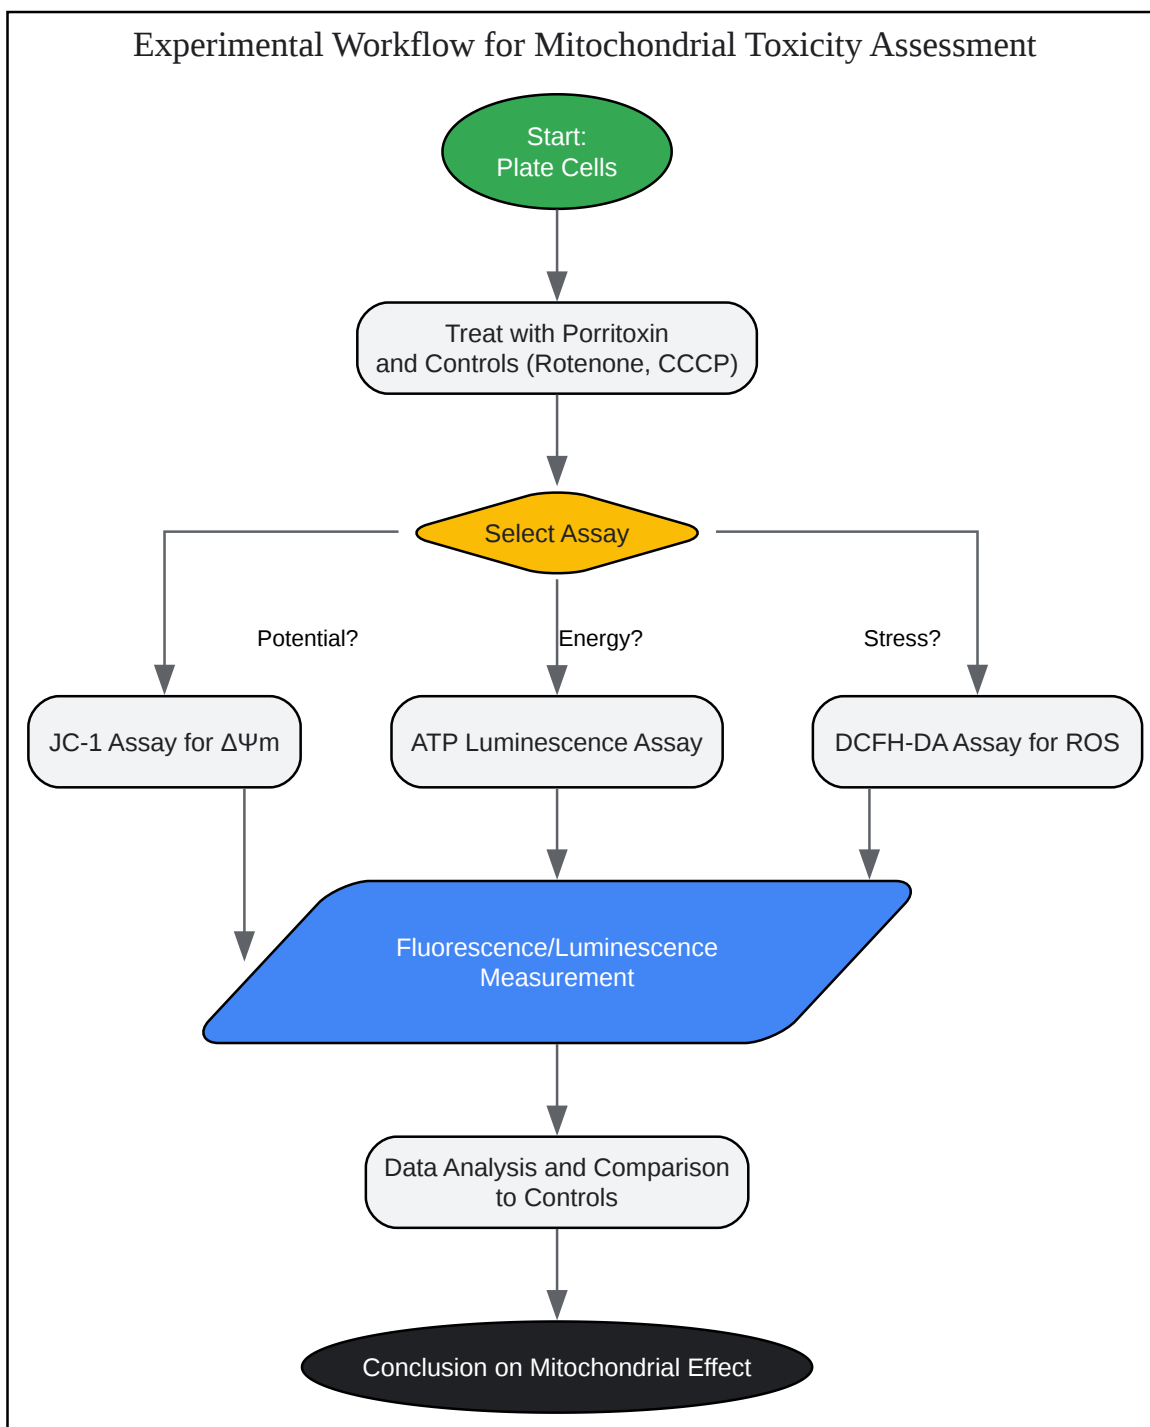 Experimental Workflow for Mitochondrial Toxicity Assessment
Start:
Plate Cells
Treat with Porritoxin
and Controls (Rotenone, CCCP)
Select Assay
Potential?
Energy?
Stress?
JC-1 Assay for ΔΨm
ATP Luminescence Assay
DCFH-DA Assay for ROS
Fluorescence/Luminescence
Measurement
Data Analysis and Comparison
to Controls
Conclusion on Mitochondrial Effect